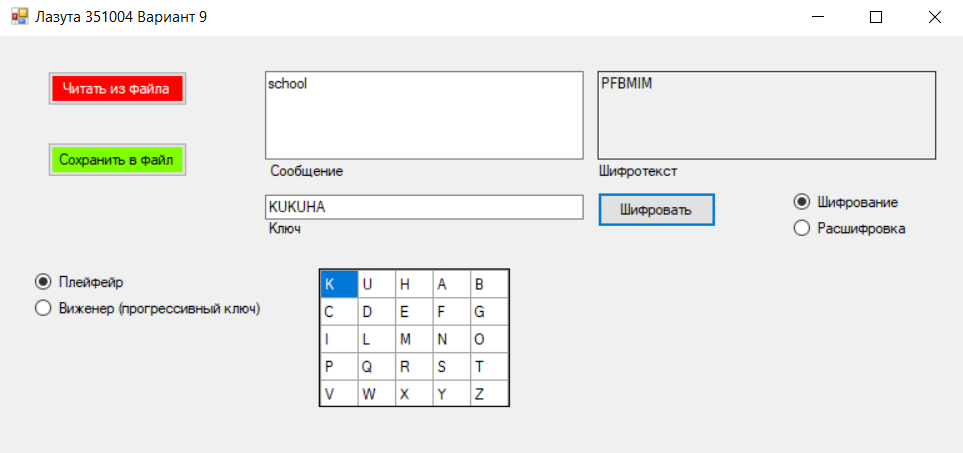 Лазута 351004 Вариант 9
Читать из файла
school
PFBMIM
Сохранить в файл
Сообщение
Шифротекст
KUKUHA
Шифровать
Шифрование
Ключ
Расшифровка
Плейфейр
Виженер (прогрессивный ключ)
K U H A B
C D E F G
I L M N O
P Q R S T
V W X Y Z